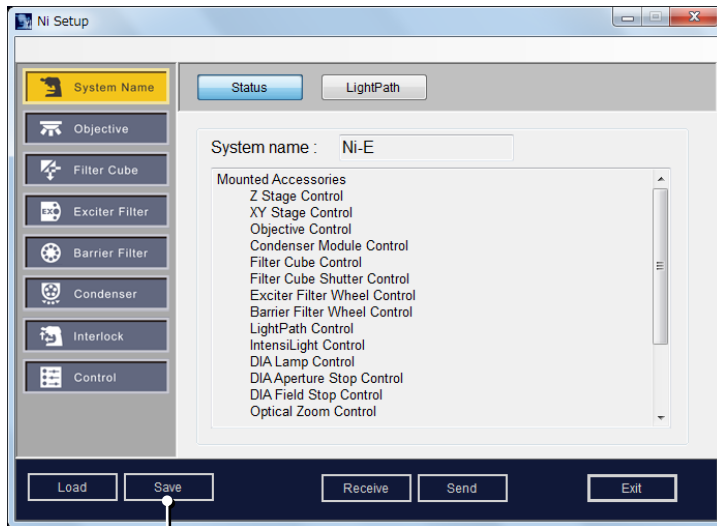 Ni Setup
System Name
Objective
Filter Cube
EXC
Exciter Filter
Barrier Filter
Condenser
Interlock
Control
Status
LightPath
System name :
Ni-E
Mounted Accessories
Z Stage Control
XY Stage Control
Objective Control
Condenser Module Control
Filter Cube Control
Filter Cube Shutter Control
Exciter Filter Wheel Control
Barrier Filter Wheel Control
LightPath Control
IntensiLight Control
DIA Lamp Control
DIA Aperture Stop Control
DIA Field Stop Control
Optical Zoom Control
Load
Save
Receive
Send
Exit